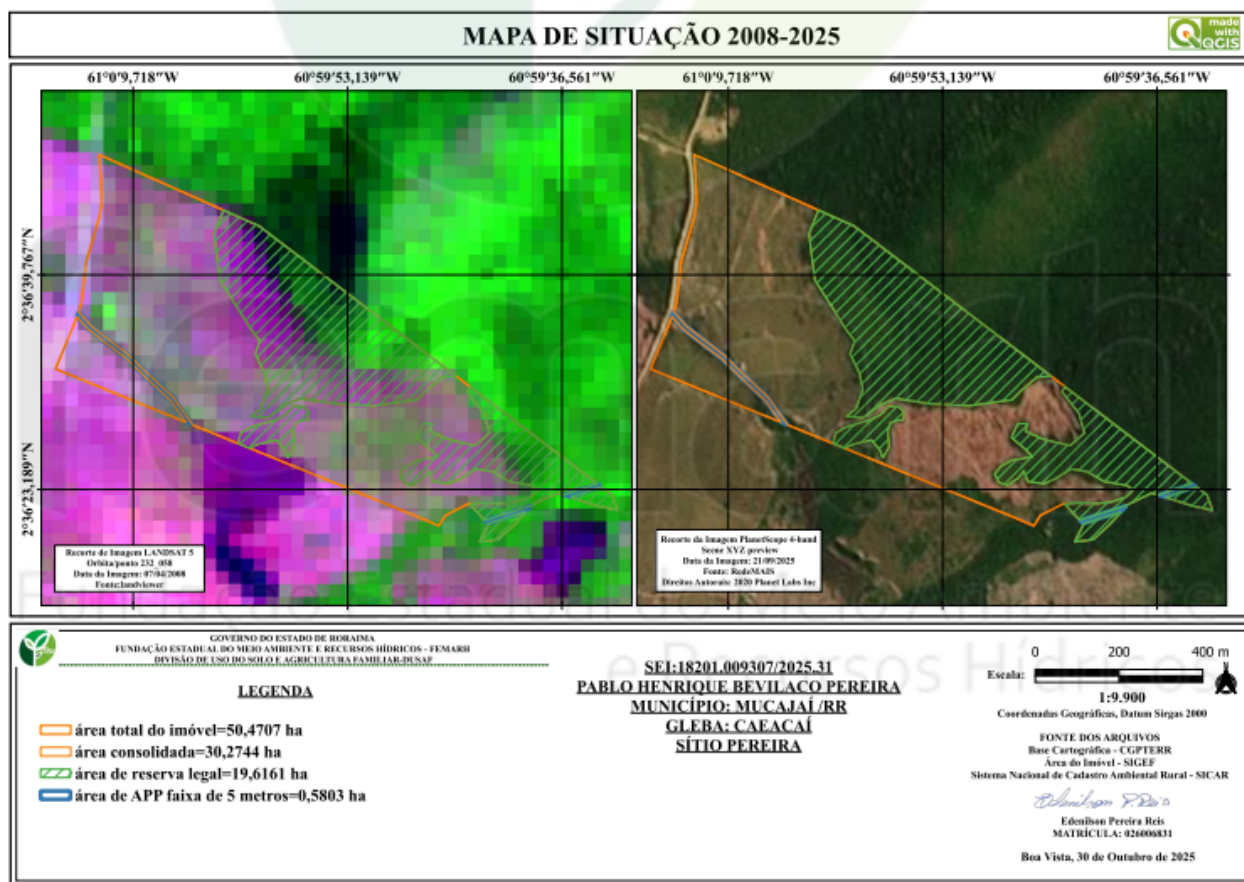 MAPA DE SITUAÇÃO 2008-2025
made
with
QGIS
61°0'9,718"W 60°59'53,139"W 60°59'36,561"W 61°0'9,718"W 60°59'53,139"W 60°59'36,561"W
2°36'39,767"N
2°36'23,189"N
Recorte de Imagem LANDSAT 5
Orbita/ponto 232_058
Data da Imagem: 07/04/2008
Fonte:landviewer
Recorte da Imagem PlanetScope 4-band
Scene XYZ preview
Data da Imagem: 21/09/2025
Fonte: RedeMAIS
Direitos Autorais: 2020 Planet Labs Inc
GOVERNO DO ESTADO DE RORAIMA
FUNDAÇÃO ESTADUAL DO MEIO AMBIENTE E RECURSOS HÍDRICOS - FEMARH
DIVISÃO DE USO DO SOLO E AGRICULTURA FAMILIAR-DUSAF
LEGENDA
área total do imóvel=50,4707 ha
área consolidada=30,2744 ha
área de reserva legal=19,6161 ha
área de APP faixa de 5 metros=0,5803 ha
SEI:18201.009307/2025.31
PABLO HENRIQUE BEVILACO PEREIRA
MUNICÍPIO: MUCAJAÍ /RR
GLEBA: CAEACAÍ
SÍTIO PEREIRA
e Recursos Hídricos
0 200 400 m
Escala:
1:9.900
Coordenadas Geográficas, Datum Sirgas 2000
FONTE DOS ARQUIVOS
Base Cartográfica - CGPTERR
Área do Imóvel - SIGEF
Sistema Nacional de Cadastro Ambiental Rural - SICAR
Edenilson P. Reis
Edenilson Pereira Reis
MATRÍCULA: 026006831
Boa Vista, 30 de Outubro de 2025